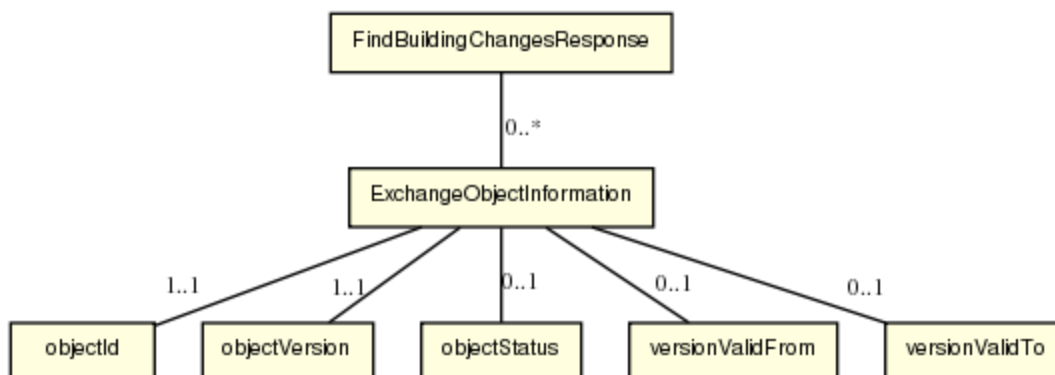 FindBuildingChangesResponse
0..*
ExchangeObjectInformation
1..1
1..1
0..1
0..1
0..1
objectId
objectVersion
objectStatus
versionValidFrom
versionValidTo